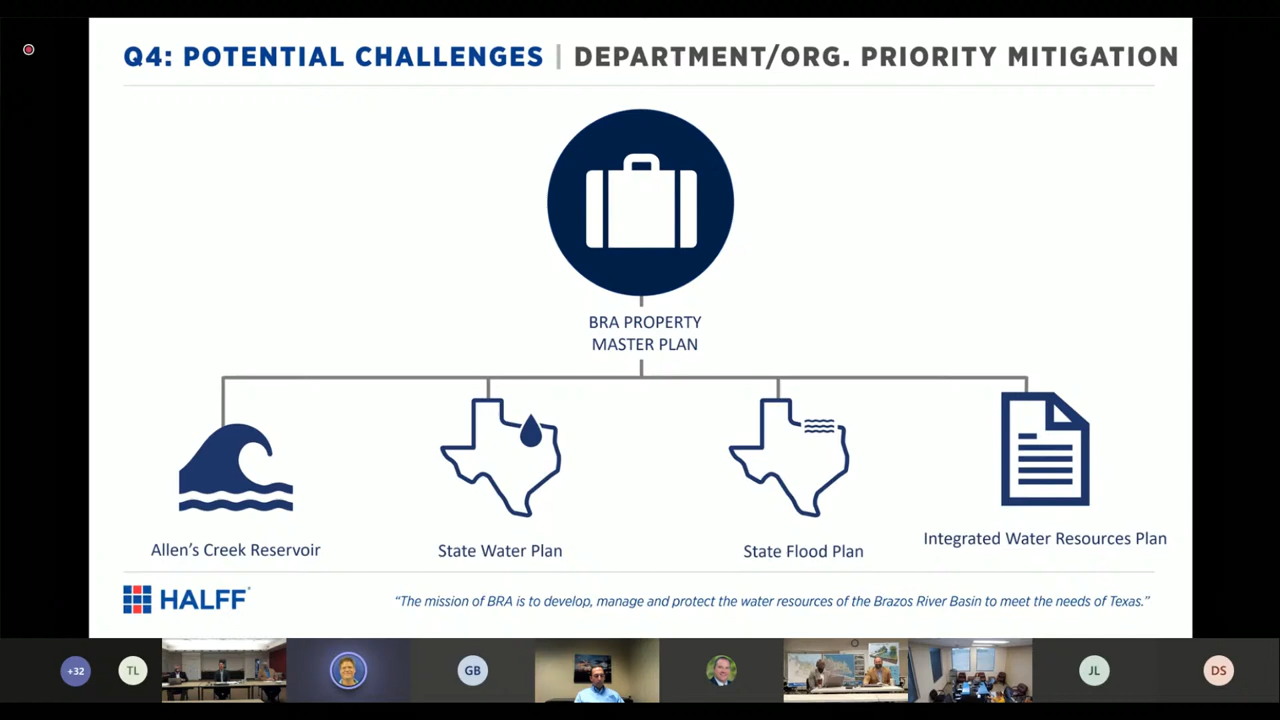 Q4: POTENTIAL CHALLENGES | DEPARTMENT/ORG. PRIORITY MITIGATION
BRA PROPERTY
MASTER PLAN
Allen's Creek Reservoir
State Water Plan
State Flood Plan
Integrated Water Resources Plan
HALFF
“The mission of BRA is to develop, manage and protect the water resources of the Brazos River Basin to meet the needs of Texas.”
+32
TL
GB
JL
DS